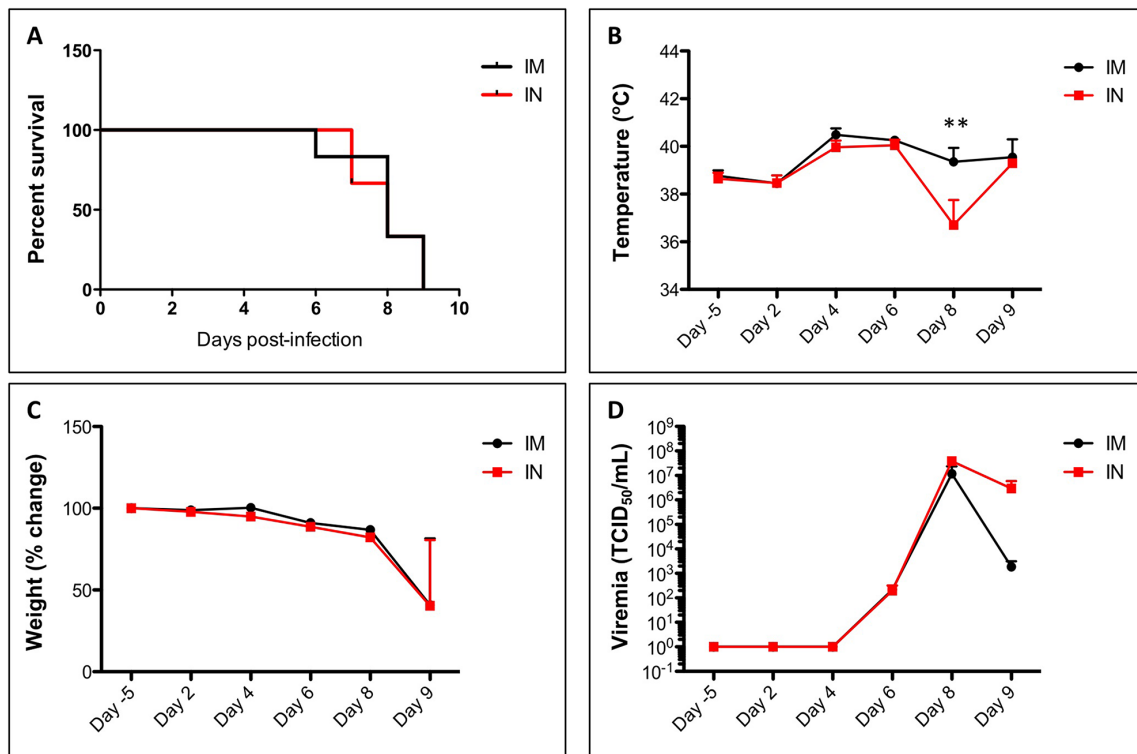 A
IM
IN
Percent survival
150
100
50
0
0 2 4 6 8 10
Days post-infection
B
IM
IN
Temperature (ºC)
44
42
40
38
36
34
**
Day -5 Day 2 Day 4 Day 6 Day 8 Day 9
C
IM
IN
Weight (% change)
150
100
50
0
Day -5 Day 2 Day 4 Day 6 Day 8 Day 9
D
IM
IN
Viremia (TCID₅₀/mL)
10⁹
10⁸
10⁷
10⁶
10⁵
10⁴
10³
10²
10¹
10⁰
10⁻¹
Day -5 Day 2 Day 4 Day 6 Day 8 Day 9